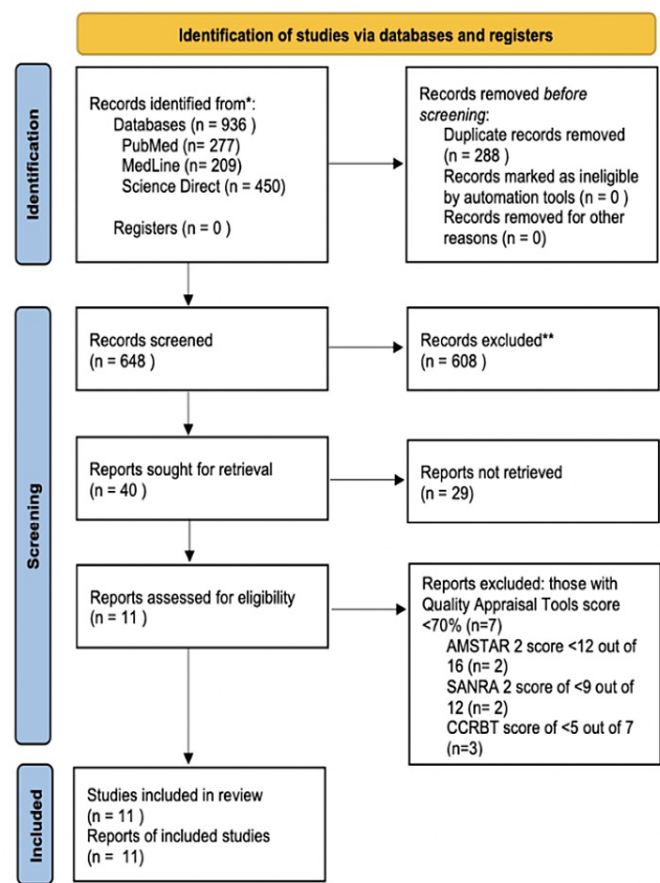 Identification of studies via databases and registers
Identification
Records identified from*:
Databases (n = 936 )
PubMed (n= 277)
MedLine (n= 209)
Science Direct (n = 450)
Registers (n = 0 )
Records removed before
screening:
Duplicate records removed
(n = 288 )
Records marked as ineligible
by automation tools (n = 0 )
Records removed for other
reasons (n = 0)
Screening
Records screened
(n = 648 )
Records excluded**
(n = 608 )
Reports sought for retrieval
(n = 40 )
Reports not retrieved
(n = 29)
Reports assessed for eligibility
(n = 11 )
Reports excluded: those with
Quality Appraisal Tools score
<70% (n=7)
AMSTAR 2 score <12 out of
16 (n= 2)
SANRA 2 score of <9 out of
12 (n= 2)
CCRBT score of <5 out of 7
(n=3)
Included
Studies included in review
(n = 11 )
Reports of included studies
(n = 11)